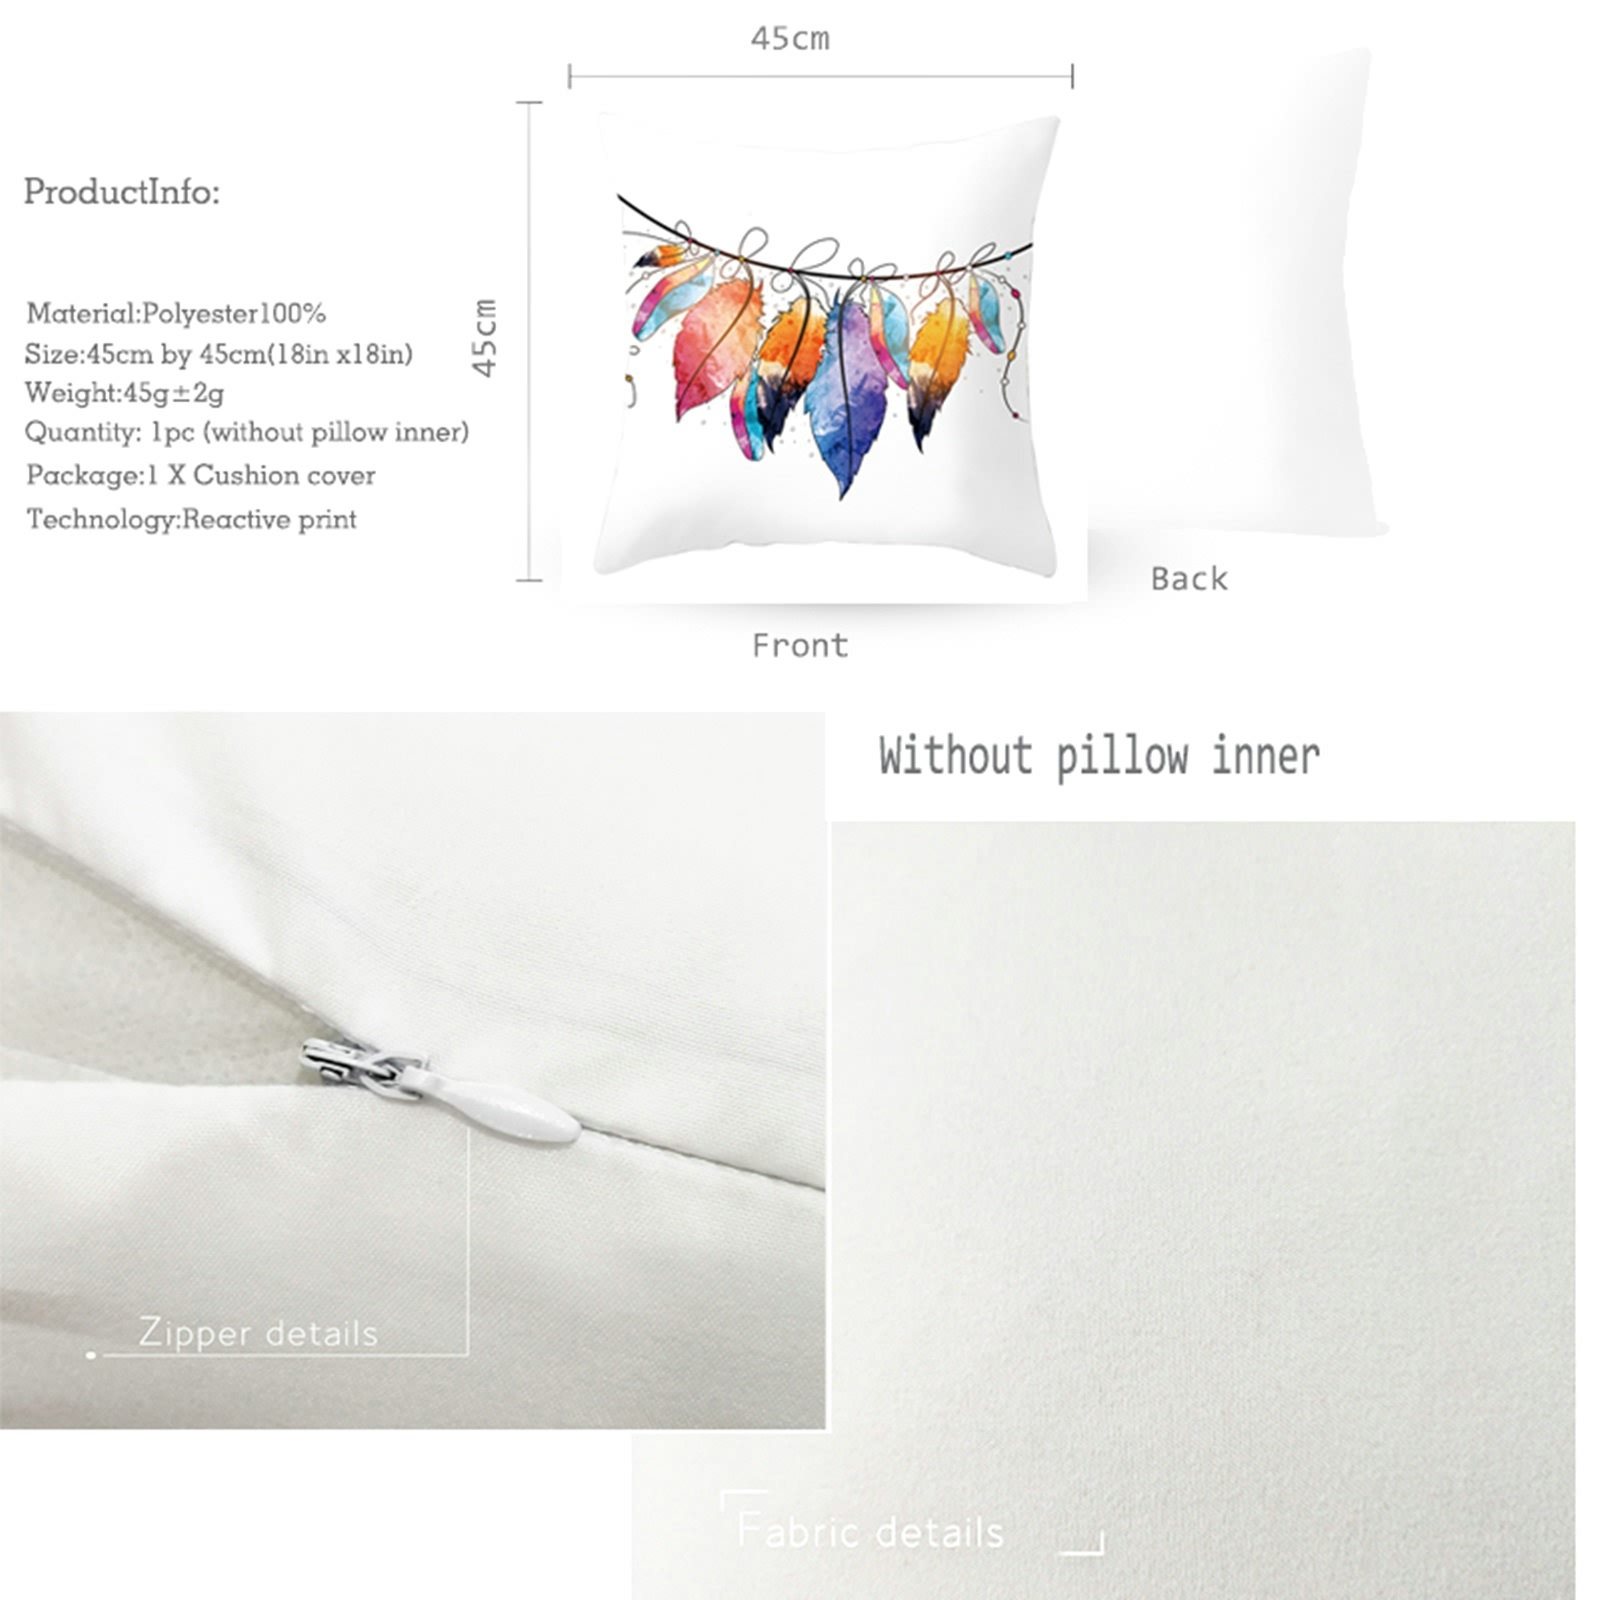 45cm
45cm
ProductInfo:
Material:Polyester100%
Size:45cm by 45cm(18in x18in)
Weight:45g±2g
Quantity: 1pc (without pillow inner)
Package:1 X Cushion cover
Technology:Reactive print
Back
Front
Without pillow inner
Zipper details
Fabric details